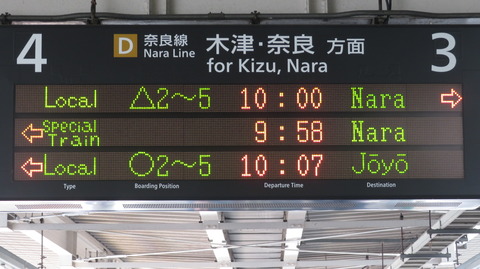 4 D 奈良線 木津・奈良 方面 3
Nara Line for Kizu, Nara
Local △2～5 10:00 Nara →
← Special Train 9:58 Nara
← Local ○2～5 10:07 Jōyō
Type Boarding Position Departure Time Destination